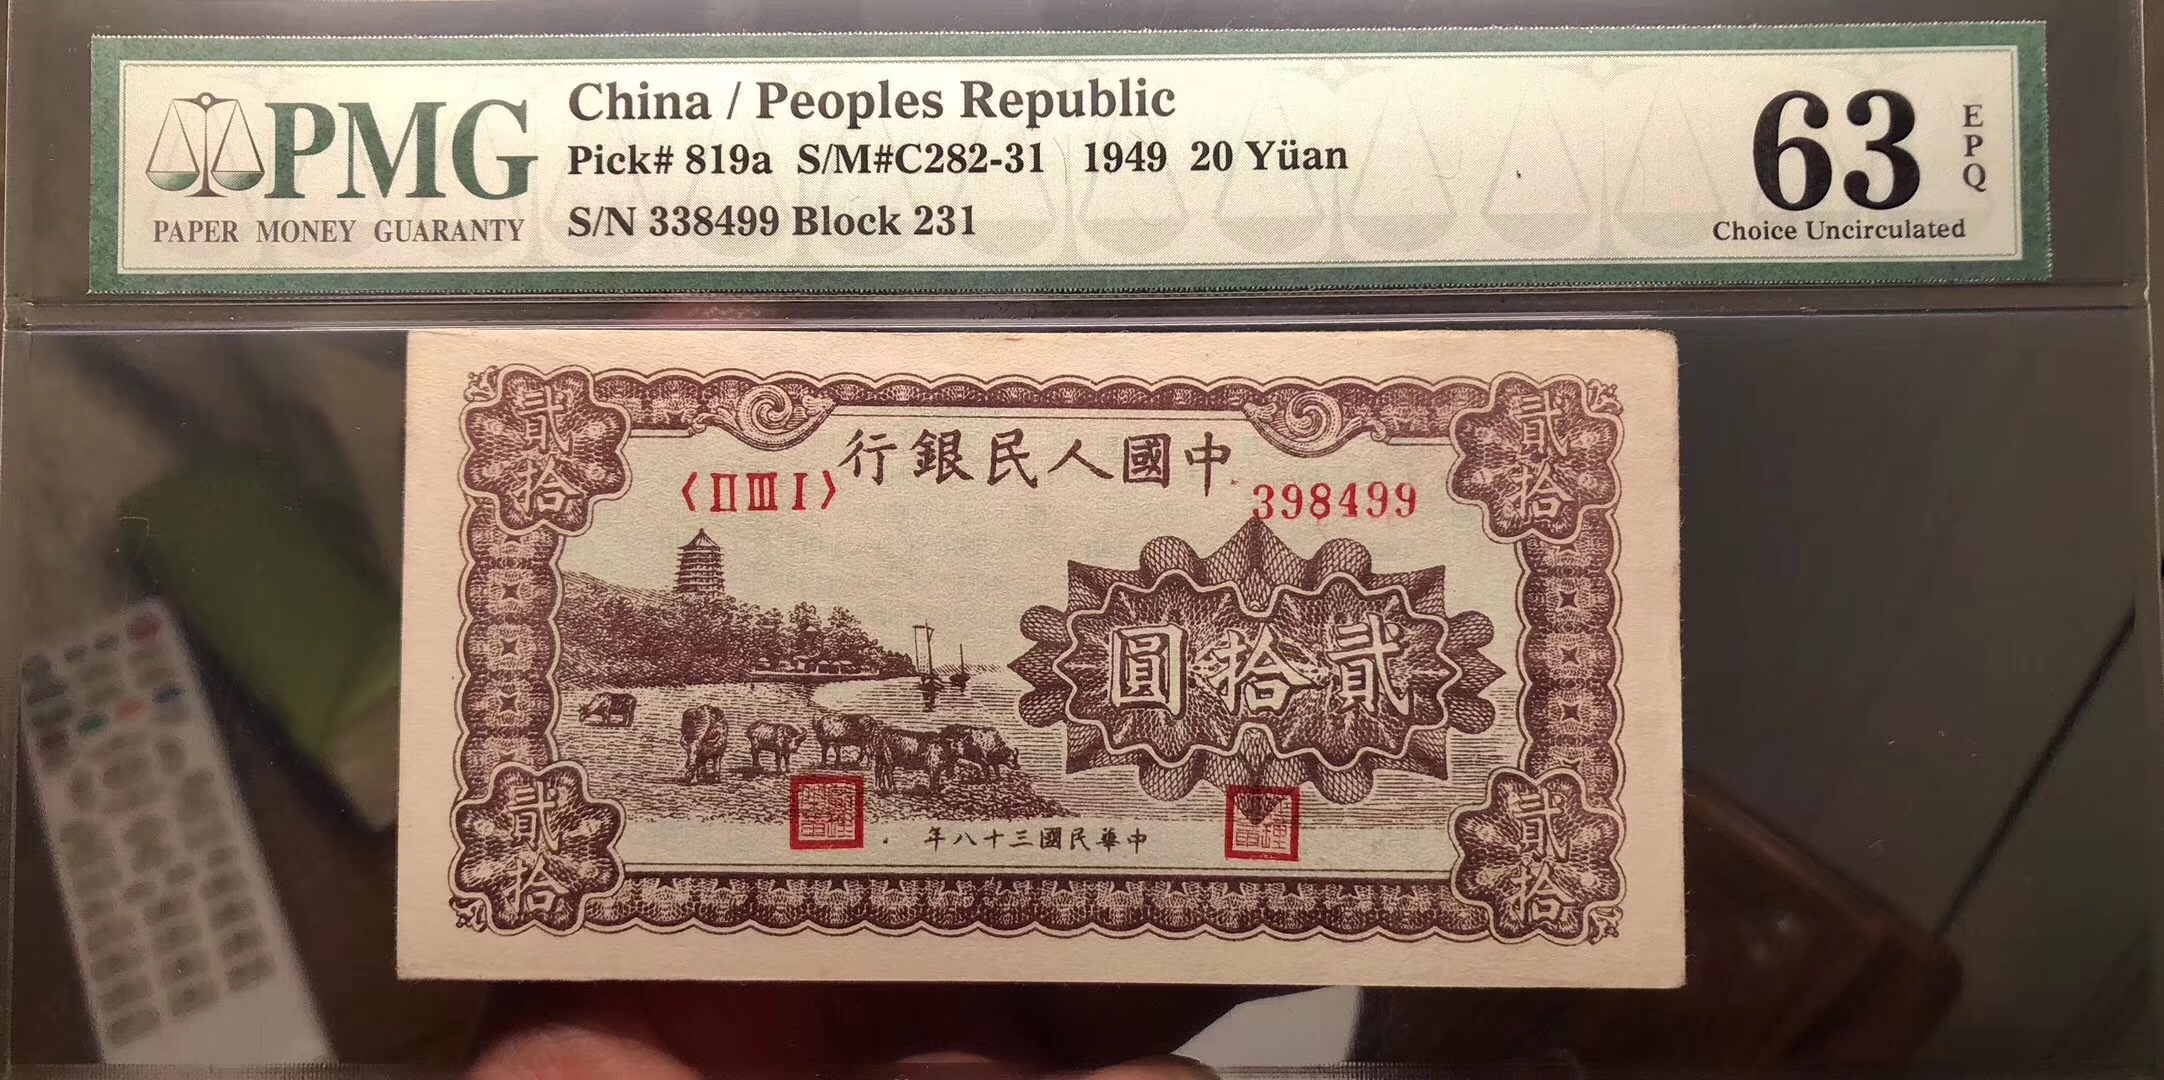 PMG
PAPER MONEY GUARANTY
China / Peoples Republic
Pick# 819a S/M#C282-31 1949 20 Yüan
S/N 338499 Block 231
63
EPQ
Choice Uncirculated
貳拾
貳拾
中國人民銀行
〈ⅡⅢⅠ〉
398499
貳拾圓
中華民國三十八年
貳拾
貳拾